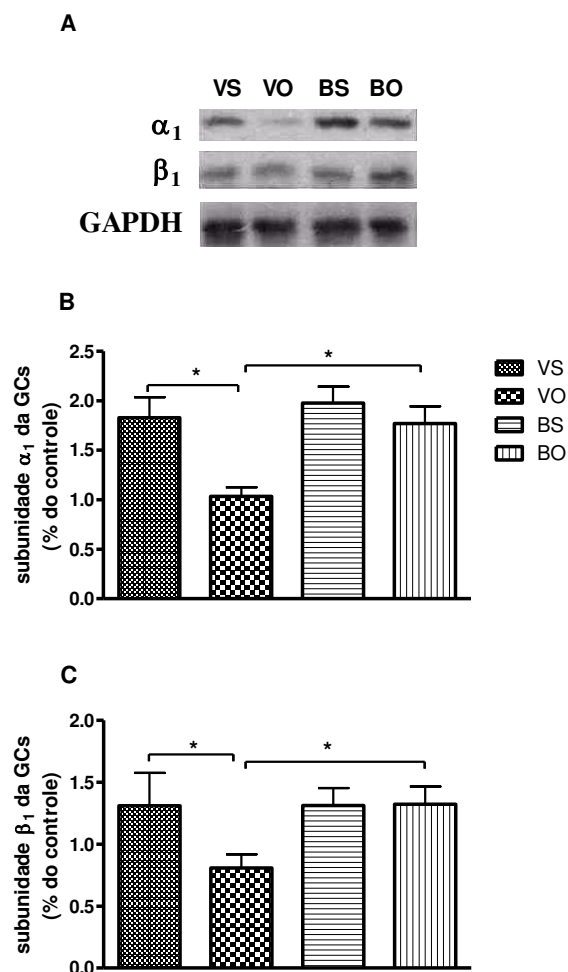 A
VS VO BS BO
α1
β1
GAPDH
B
subunidade α1 da GCs
(% do controle)
2.5
2.0
1.5
1.0
0.5
0.0
*
*
VS
VO
BS
BO
C
subunidade β1 da GCs
(% do controle)
2.0
1.5
1.0
0.5
0.0
*
*